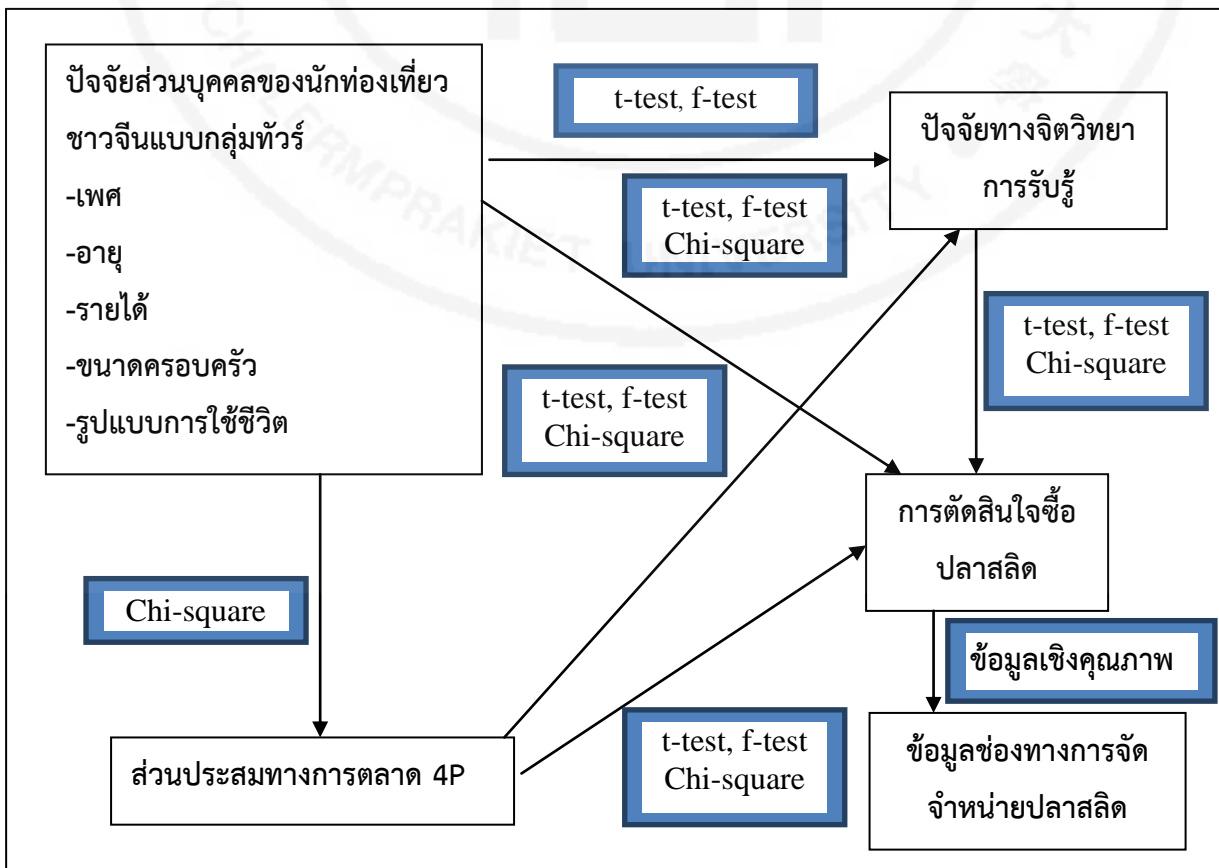 ปัจจัยส่วนบุคคลของนักท่องเที่ยว
ชาวจีนแบบกลุ่มทัวร์
-เพศ
-อายุ
-รายได้
-ขนาดครอบครัว
-รูปแบบการใช้ชีวิต
t-test, f-test
ปัจจัยทางจิตวิทยา
การรับรู้
t-test, f-test
Chi-square
t-test, f-test
Chi-square
t-test, f-test
Chi-square
การตัดสินใจซื้อ
ปลาสลิด
Chi-square
ข้อมูลเชิงคุณภาพ
ส่วนประสมทางการตลาด 4P
t-test, f-test
Chi-square
ข้อมูลช่องทางการจัด
จำหน่ายปลาสลิด
CHALERMPRAKIET UNIVERSITY
大